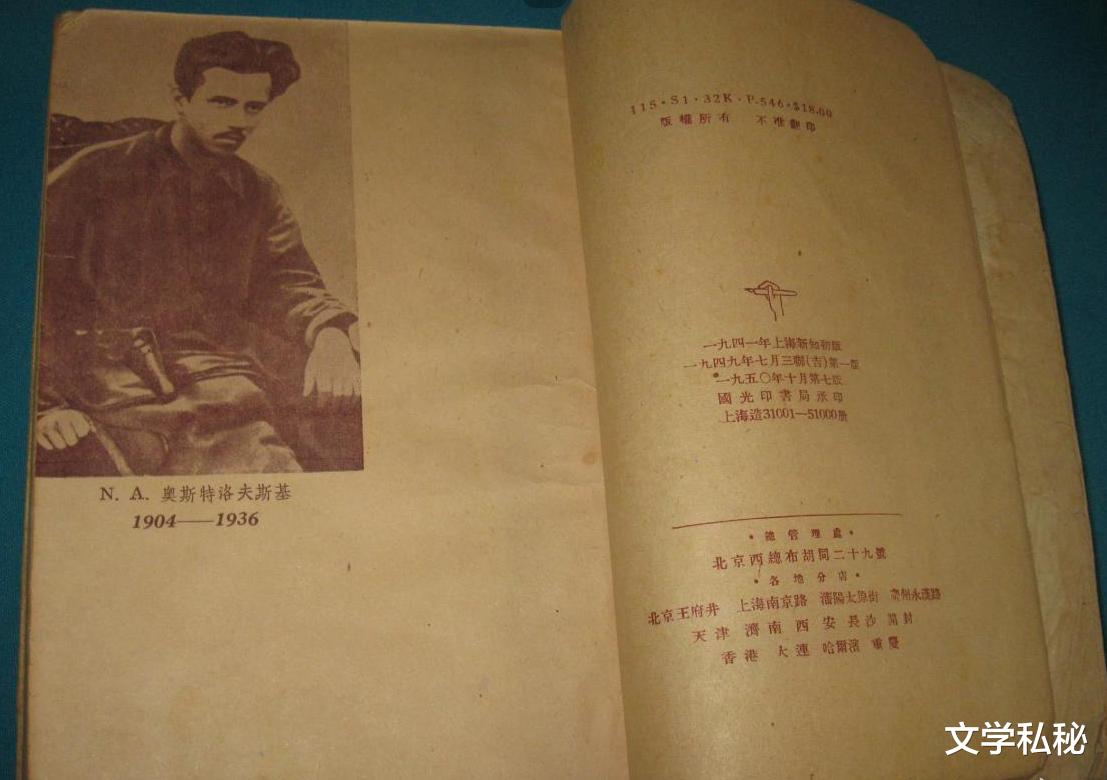 N. A. 奧斯特洛夫斯基
1904——1936
115·S1·32K·P.546·$18.60
版權所有 不准翻印
一九四一年上海新知初版
一九四九年七月三聯(吉)第一版
一九五〇年十月第七版
國光印書局承印
上海造31001—51000册
·總管理處·
北京西總布胡同二十九號
·各地分店·
北京王府井 上海南京路 瀋陽太原街 廣州永漢路
天津 濟南 西安 長沙 開封
香港 大連 哈爾濱 重慶
文学私秘